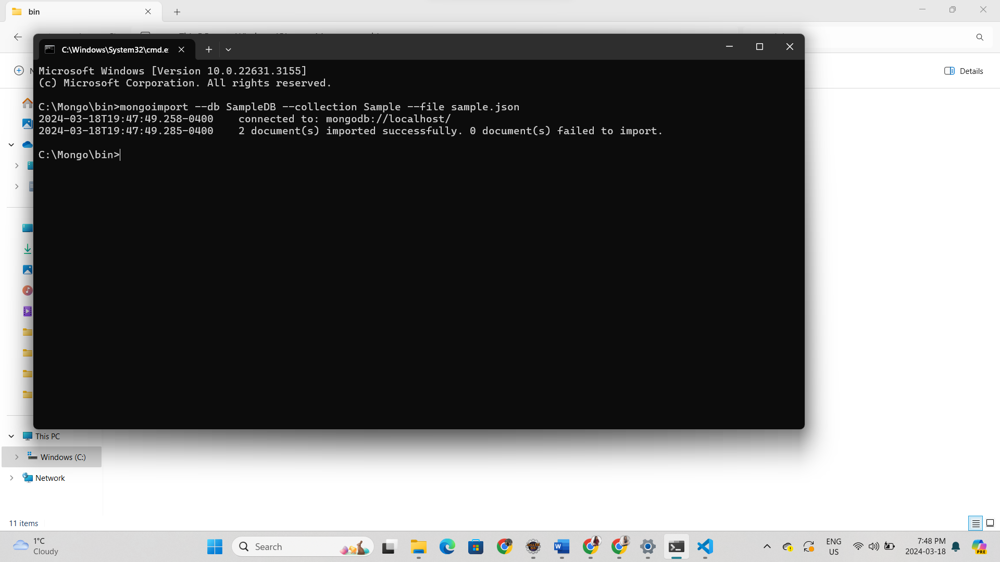 bin
C:\Windows\System32\cmd.e
Details
Microsoft Windows [Version 10.0.22631.3155]
(c) Microsoft Corporation. All rights reserved.
C:\Mongo\bin>mongoimport --db SampleDB --collection Sample --file sample.json
2024-03-18T19:47:49.258-0400    connected to: mongodb://localhost/
2024-03-18T19:47:49.285-0400    2 document(s) imported successfully. 0 document(s) failed to import.
C:\Mongo\bin>
This PC
Windows (C:)
Network
11 items
1°C
Cloudy
Search
ENG
US
7:48 PM
2024-03-18
PRE